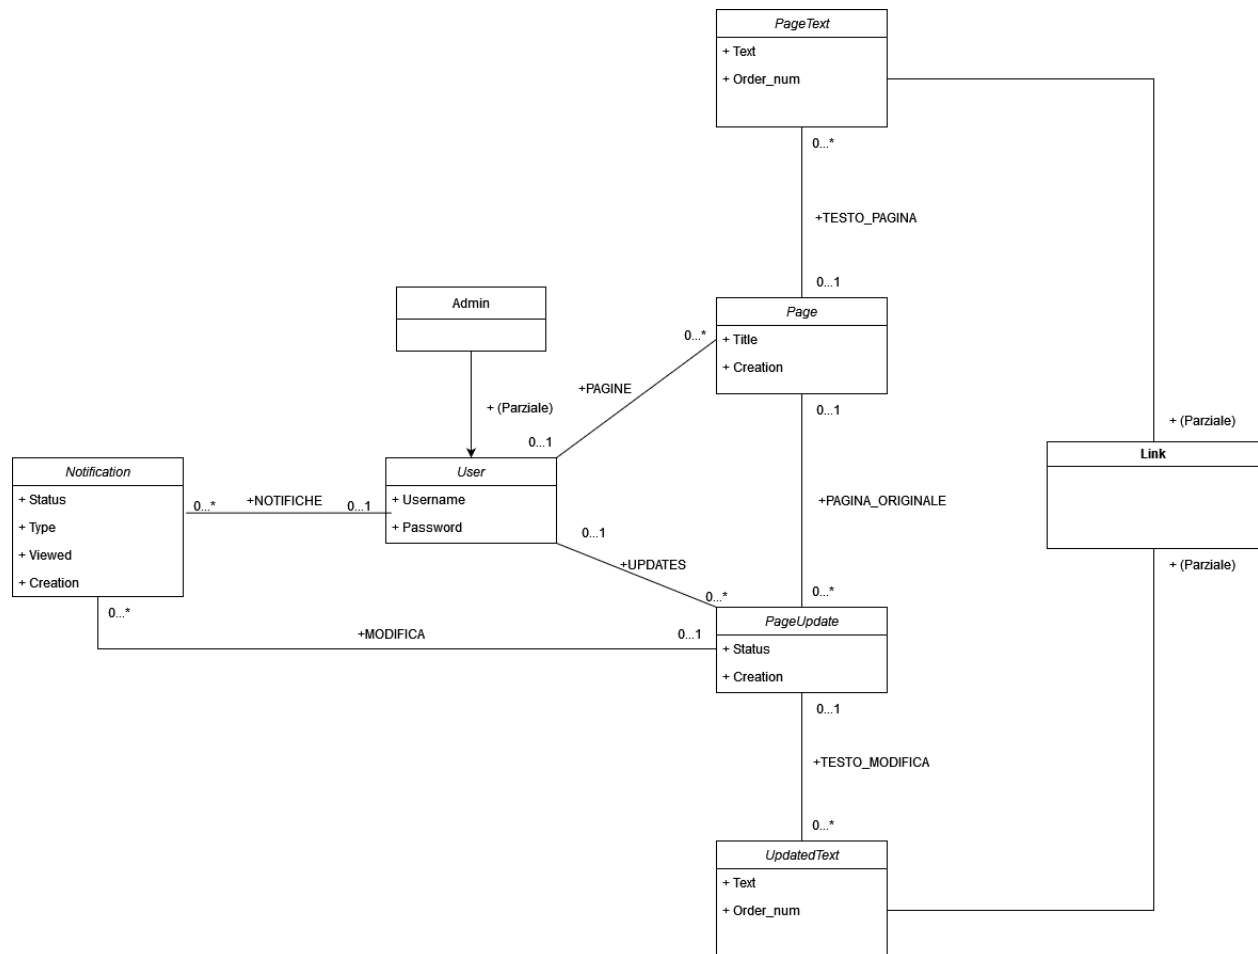 PageText
+ Text
+ Order_num
0...*
+TESTO_PAGINA
0...1
Page
+ Title
+ Creation
0...1
Admin
+ (Parziale)
0...*
+PAGINE
0...1
Notification
+ Status
+ Type
+ Viewed
+ Creation
0...*
0...*
+NOTIFICHE
0...1
User
+ Username
+ Password
0...1
+UPDATES
0...*
+MODIFICA
0...1
+PAGINA_ORIGINALE
0...*
PageUpdate
+ Status
+ Creation
0...1
+TESTO_MODIFICA
0...*
UpdatedText
+ Text
+ Order_num
+ (Parziale)
Link
+ (Parziale)